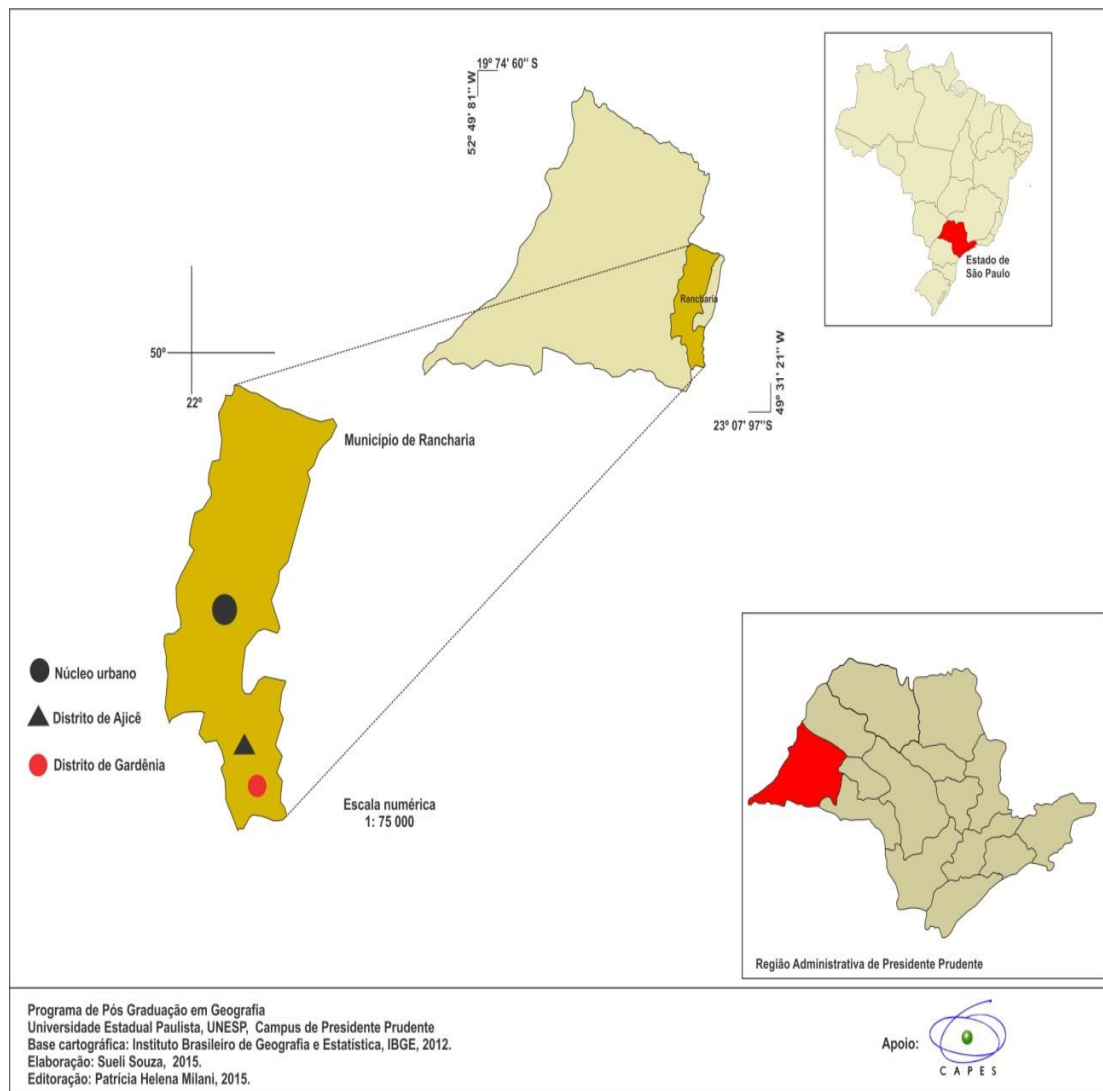 19º 74' 60'' S
52º 49' 81'' W
Estado de
São Paulo
Rancharia
50º
22º
49º 31' 21'' W
23º 07' 97''S
Município de Rancharia
Núcleo urbano
Distrito de Ajicê
Distrito de Gardênia
Escala numérica
1: 75 000
Região Administrativa de Presidente Prudente
Programa de Pós Graduação em Geografia
Universidade Estadual Paulista, UNESP, Campus de Presidente Prudente
Base cartográfica: Instituto Brasileiro de Geografia e Estatística, IBGE, 2012.
Elaboração: Sueli Souza, 2015.
Editoração: Patrícia Helena Milani, 2015.
Apoio:
CAPES